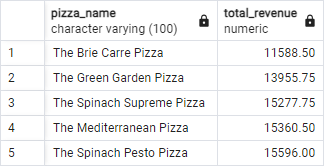 pizza_name total_revenue
character varying (100) numeric
1 The Brie Carre Pizza 11588.50
2 The Green Garden Pizza 13955.75
3 The Spinach Supreme Pizza 15277.75
4 The Mediterranean Pizza 15360.50
5 The Spinach Pesto Pizza 15596.00